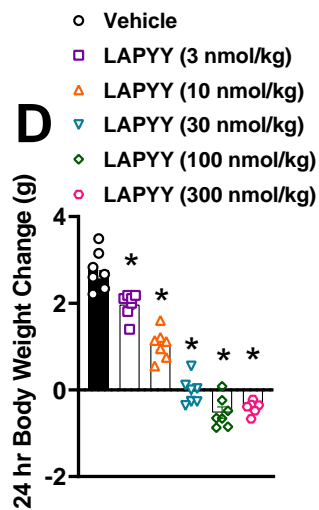 Vehicle
LAPYY (3 nmol/kg)
LAPYY (10 nmol/kg)
D
LAPYY (30 nmol/kg)
LAPYY (100 nmol/kg)
LAPYY (300 nmol/kg)
24 hr Body Weight Change (g)
4
2
0
-2
*
*
*
*
*